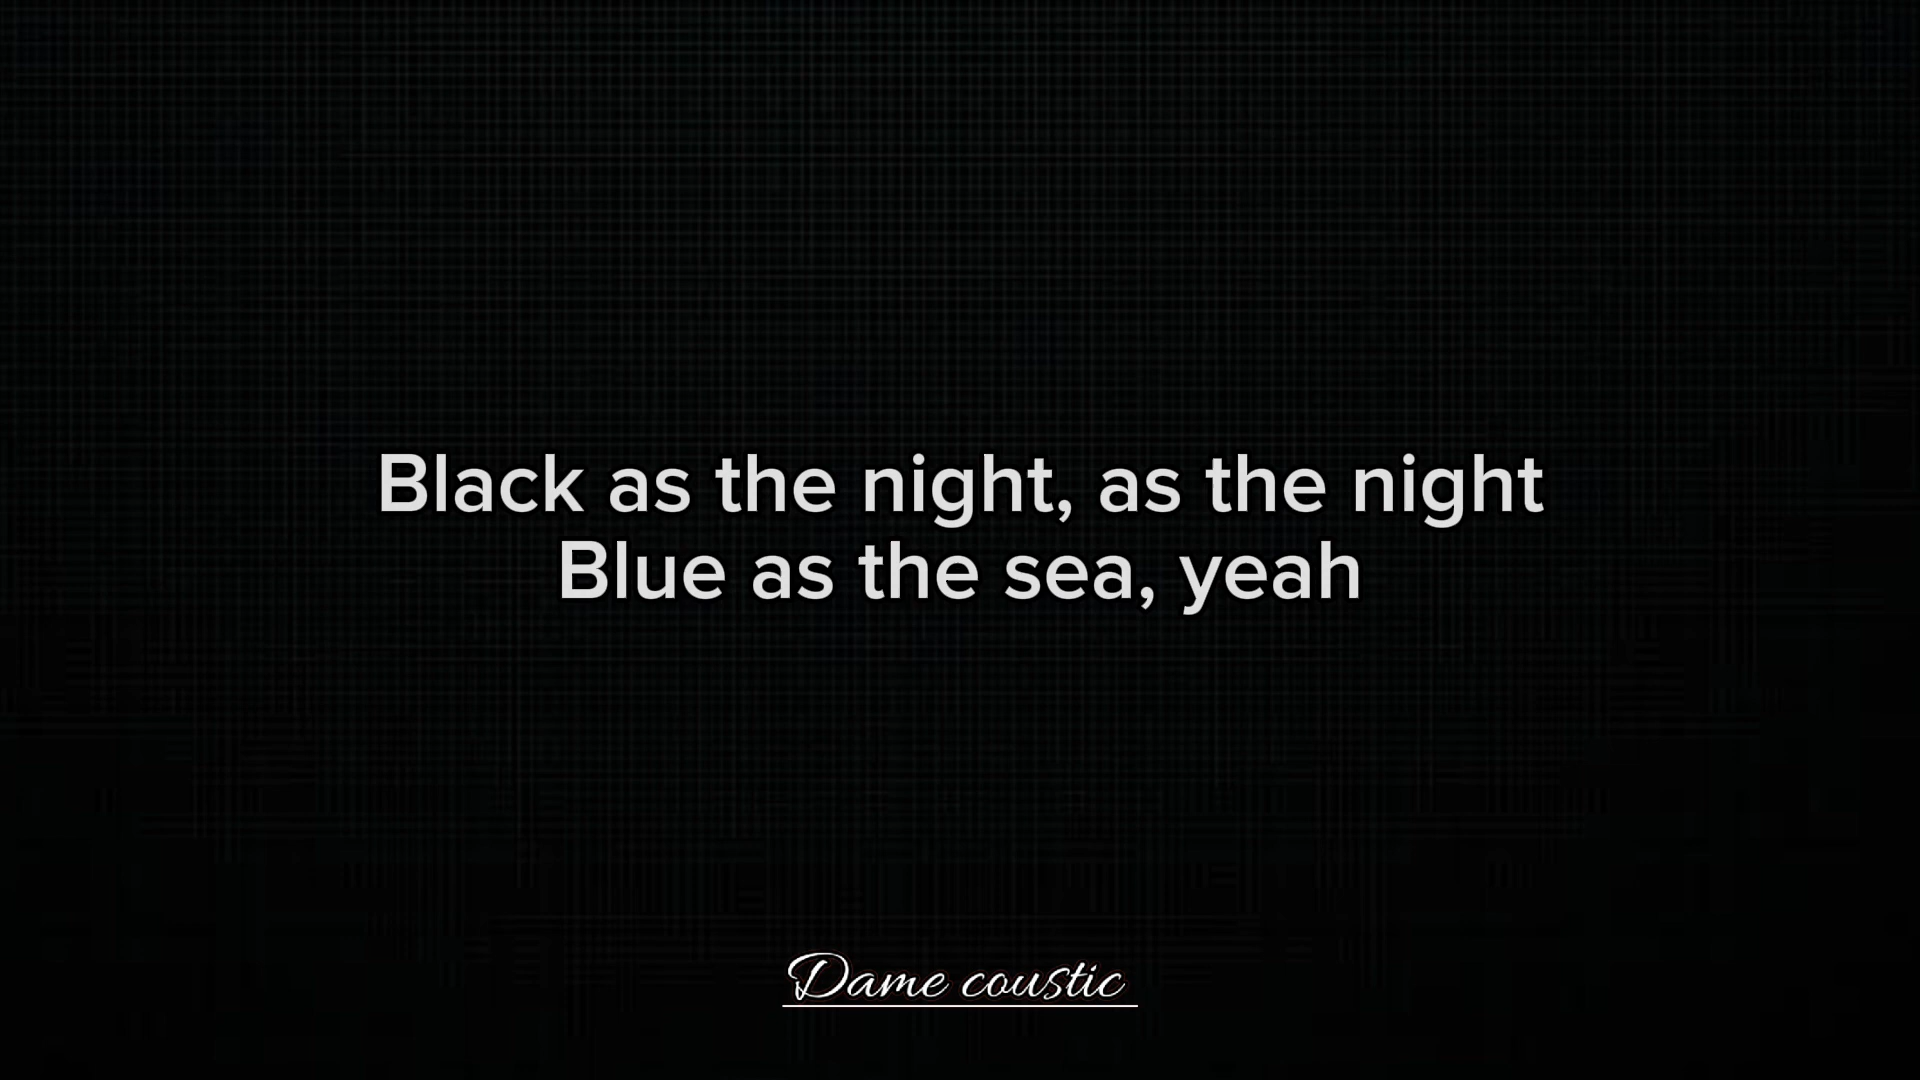 Black as the night, as the night
Blue as the sea, yeah
Dame coustic